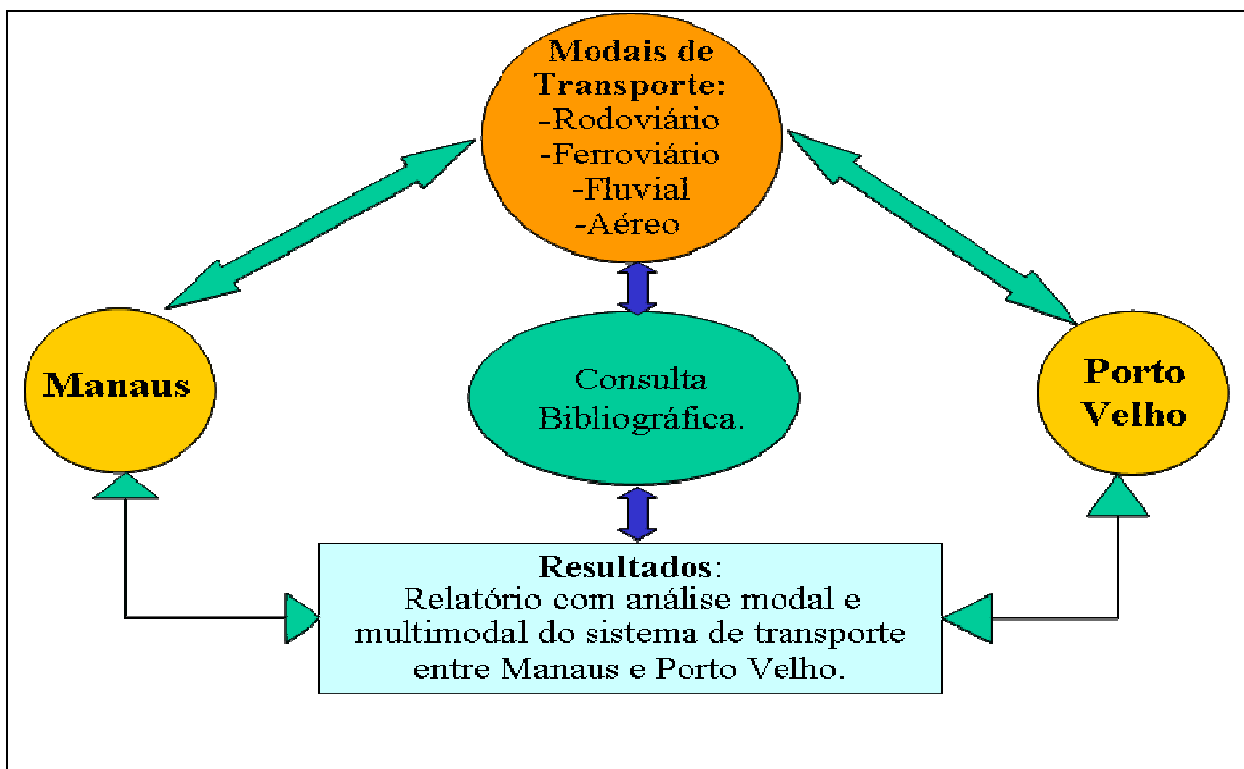 Modais de
Transporte:
-Rodoviário
-Ferroviário
-Fluvial
-Aéreo
Manaus
Consulta
Bibliográfica.
Porto
Velho
Resultados:
Relatório com análise modal e
multimodal do sistema de transporte
entre Manaus e Porto Velho.